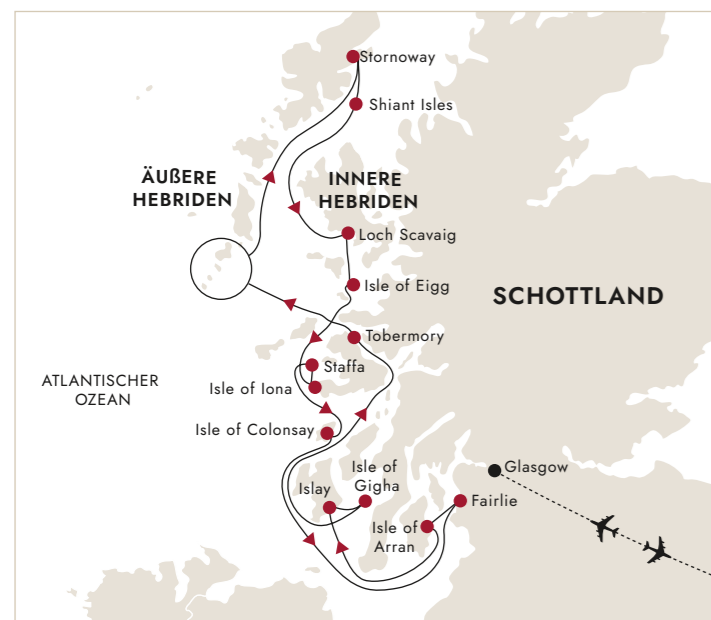 Stornoway
Shiant Isles
ÄUßERE
HEBRIDEN
INNERE
HEBRIDEN
Loch Scavaig
Isle of Eigg
SCHOTTLAND
Tobermory
Staffa
ATLANTISCHER
OZEAN
Isle of Iona
Isle of Colonsay
Isle of
Gigha
Glasgow
Islay
Fairlie
Isle of
Arran